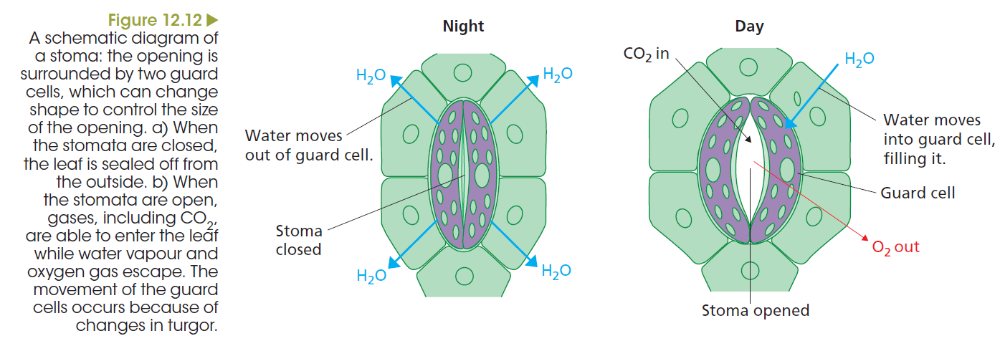 Figure 12.12 ▶
A schematic diagram of
a stoma: the opening is
surrounded by two guard
cells, which can change
shape to control the size
of the opening. a) When
the stomata are closed,
the leaf is sealed off from
the outside. b) When
the stomata are open,
gases, including CO₂,
are able to enter the leaf
while water vapour and
oxygen gas escape. The
movement of the guard
cells occurs because of
changes in turgor.
Night
H₂O
H₂O
Water moves
out of guard cell.
Stoma
closed
H₂O
H₂O
Day
CO₂ in
H₂O
Water moves
into guard cell,
filling it.
Guard cell
O₂ out
Stoma opened